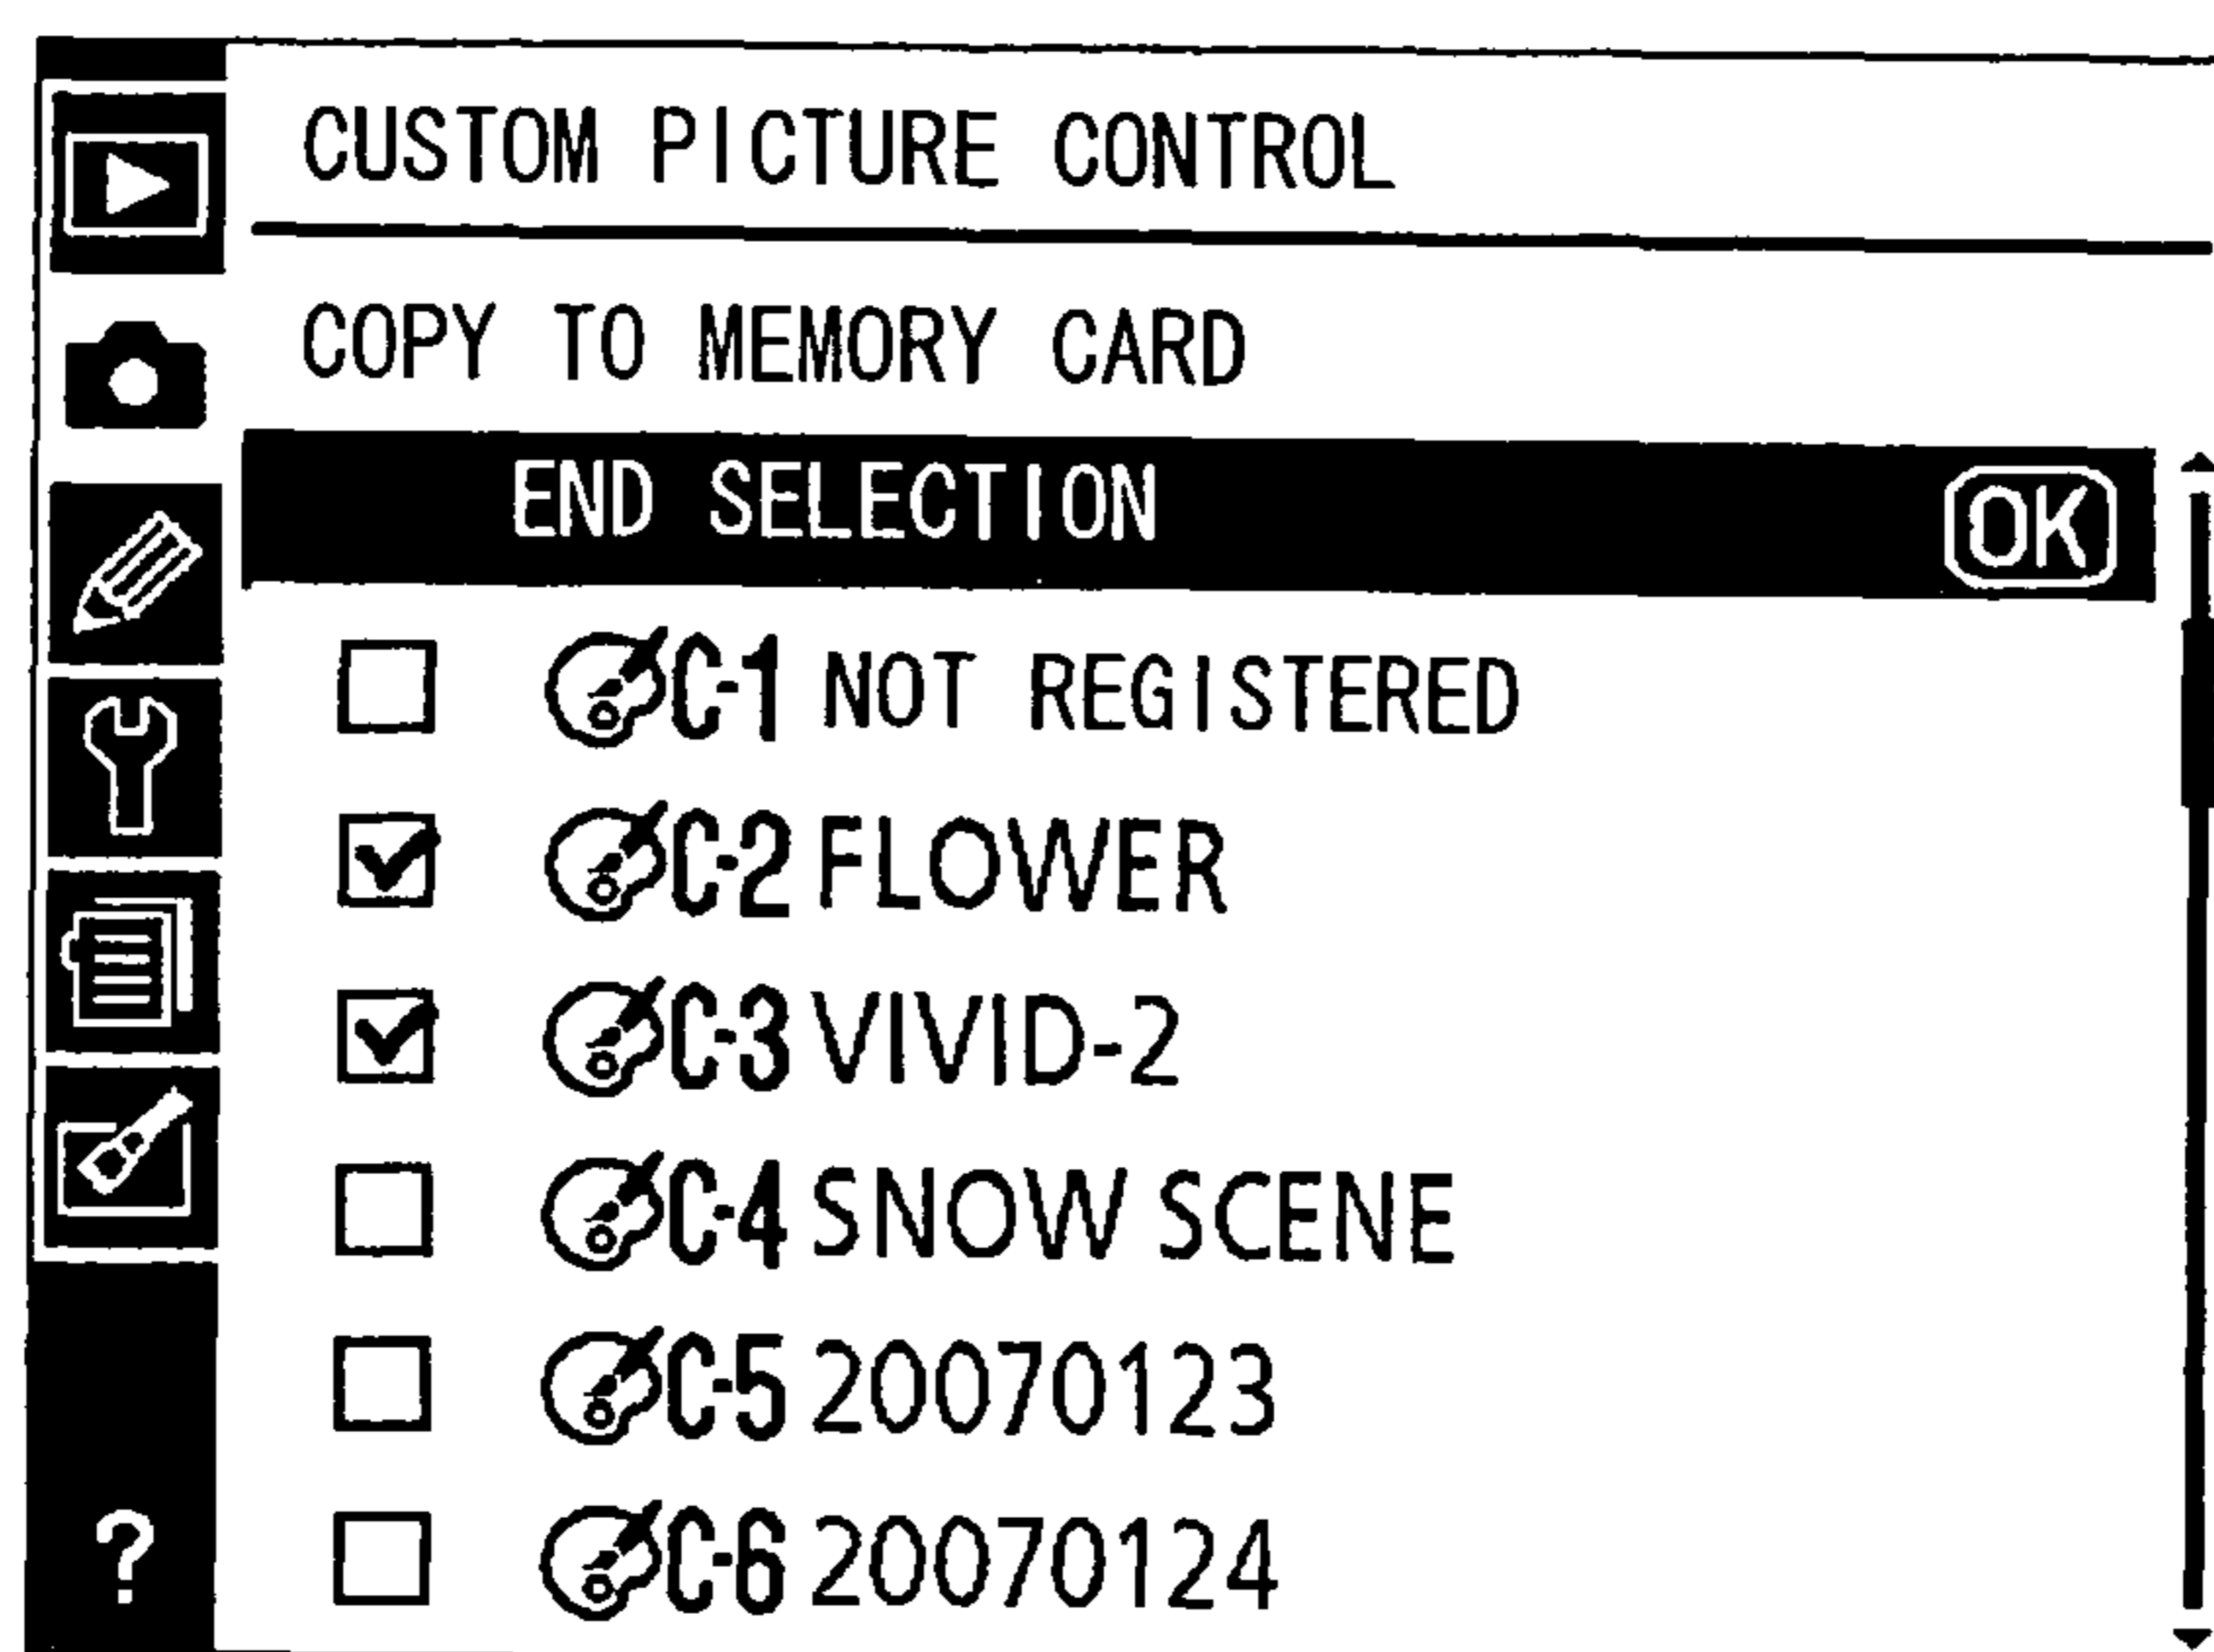 CUSTOM PICTURE CONTROL
COPY TO MEMORY CARD
END SELECTION OK
C-1 NOT REGISTERED
C-2 FLOWER
C-3 VIVID-2
C-4 SNOW SCENE
C-5 20070123
C-6 20070124
?